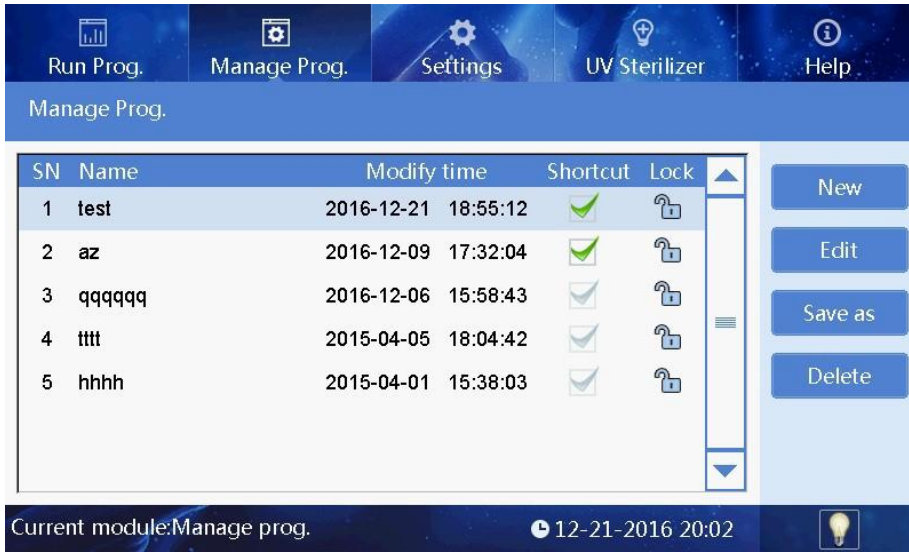 Run Prog. Manage Prog. Settings UV Sterilizer Help
Manage Prog.
SN Name Modify time Shortcut Lock
1 test 2016-12-21 18:55:12
2 az 2016-12-09 17:32:04
3 qqqqqq 2016-12-06 15:58:43
4 tttt 2015-04-05 18:04:42
5 hhhh 2015-04-01 15:38:03
New
Edit
Save as
Delete
Current module:Manage prog. 12-21-2016 20:02